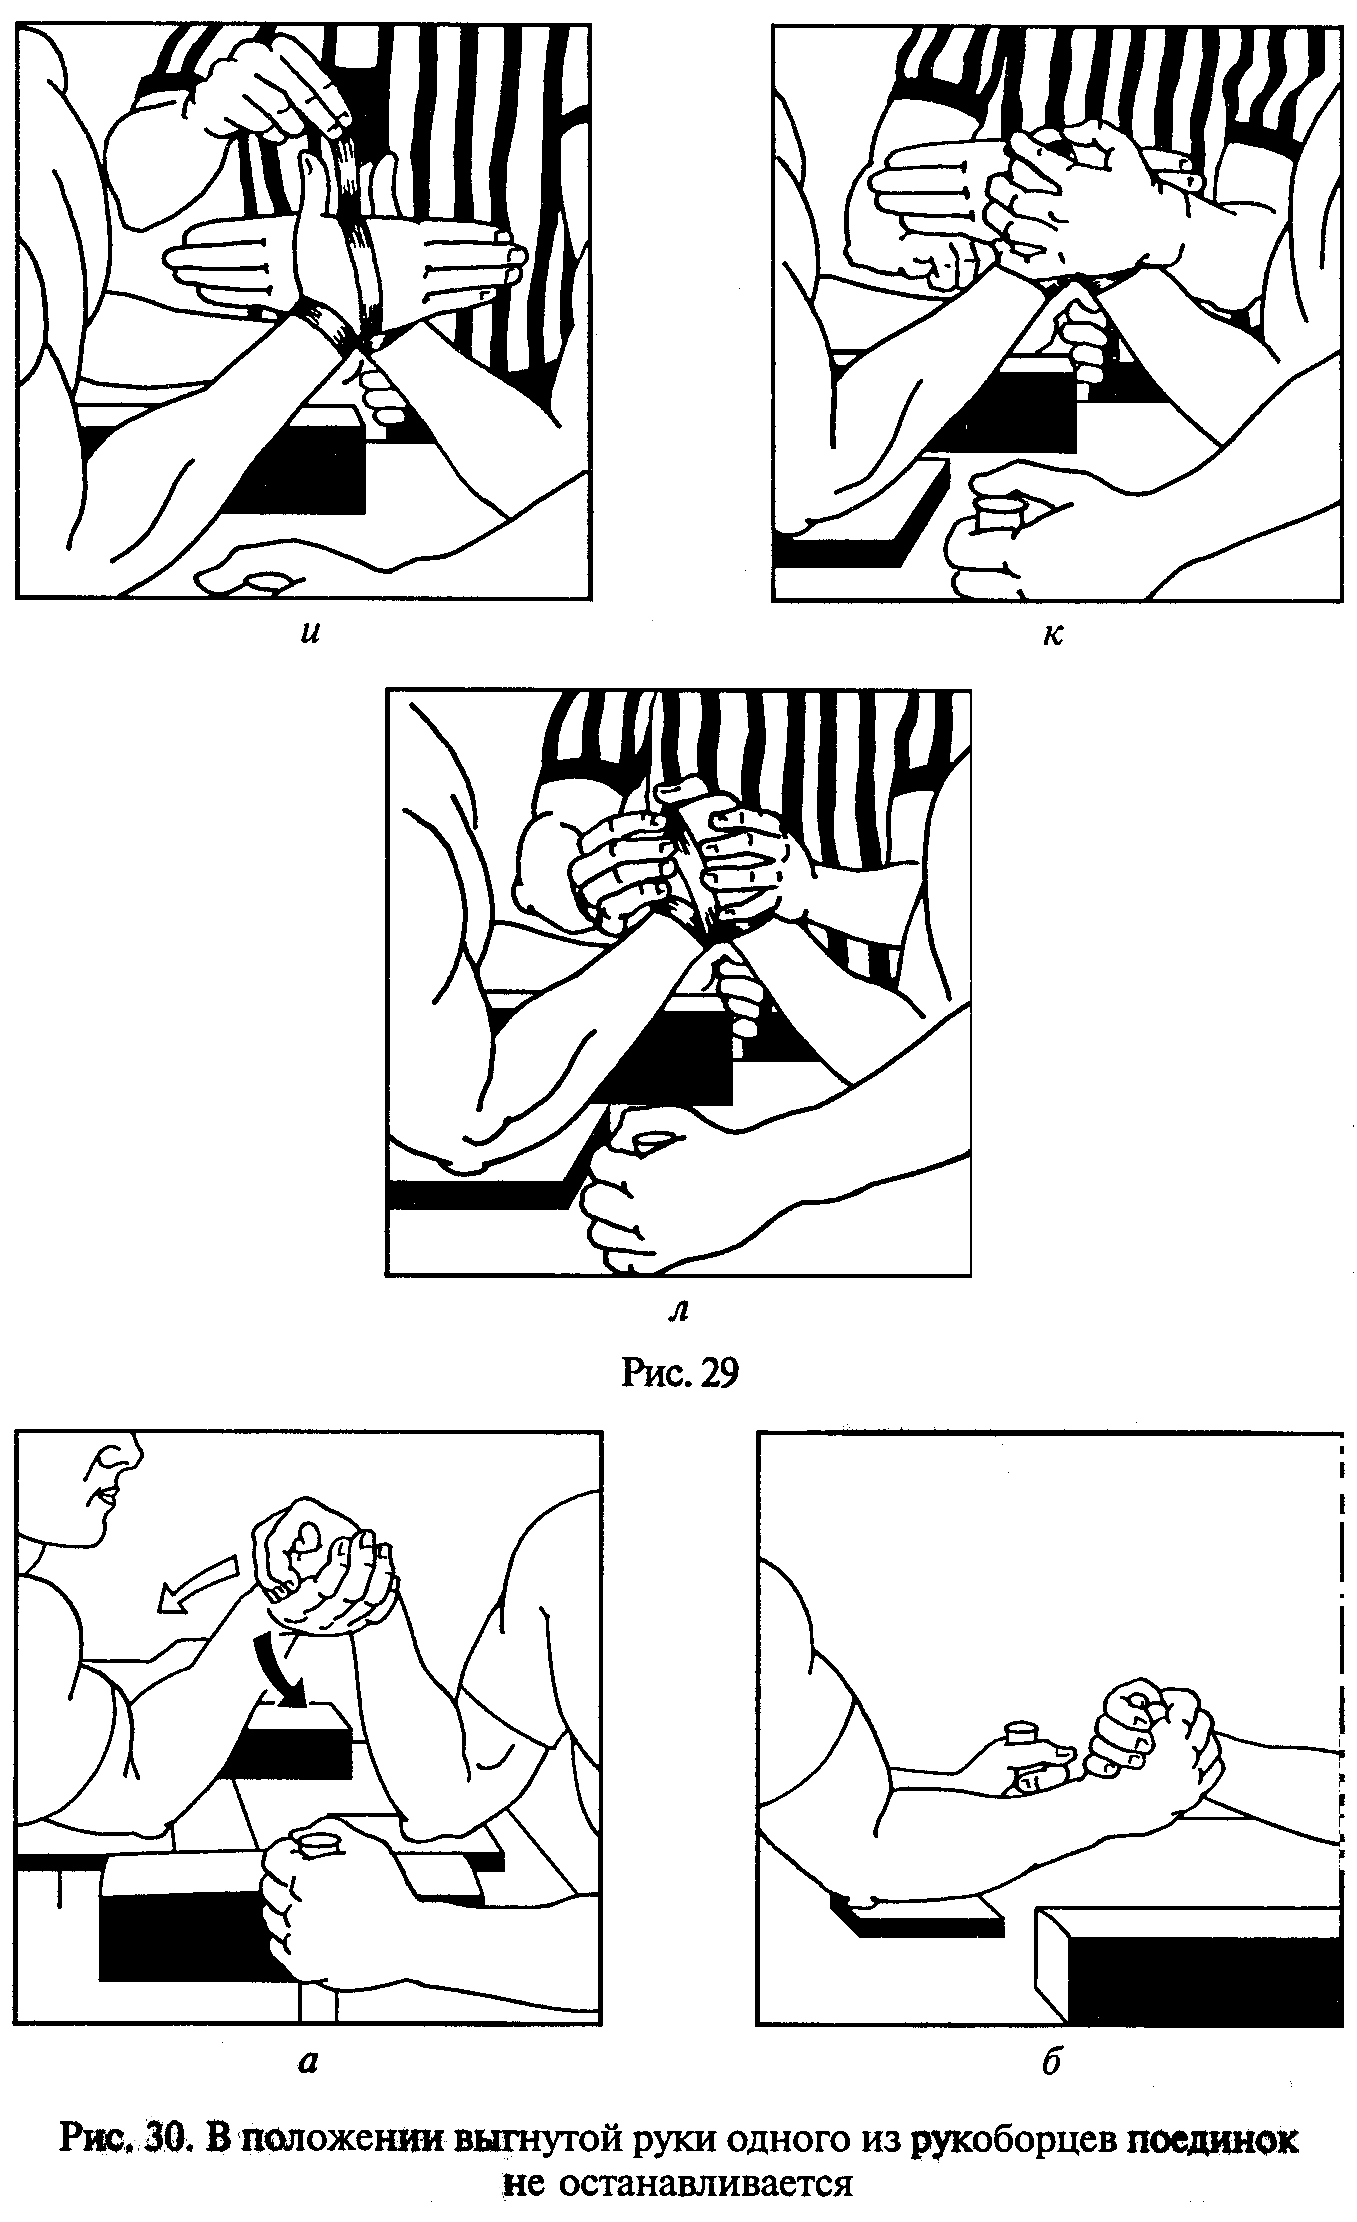 и
к
л
Рис. 29
а
б
Рис. 30. В положении выгнутой руки одного из рукоборцев поединок
не останавливается